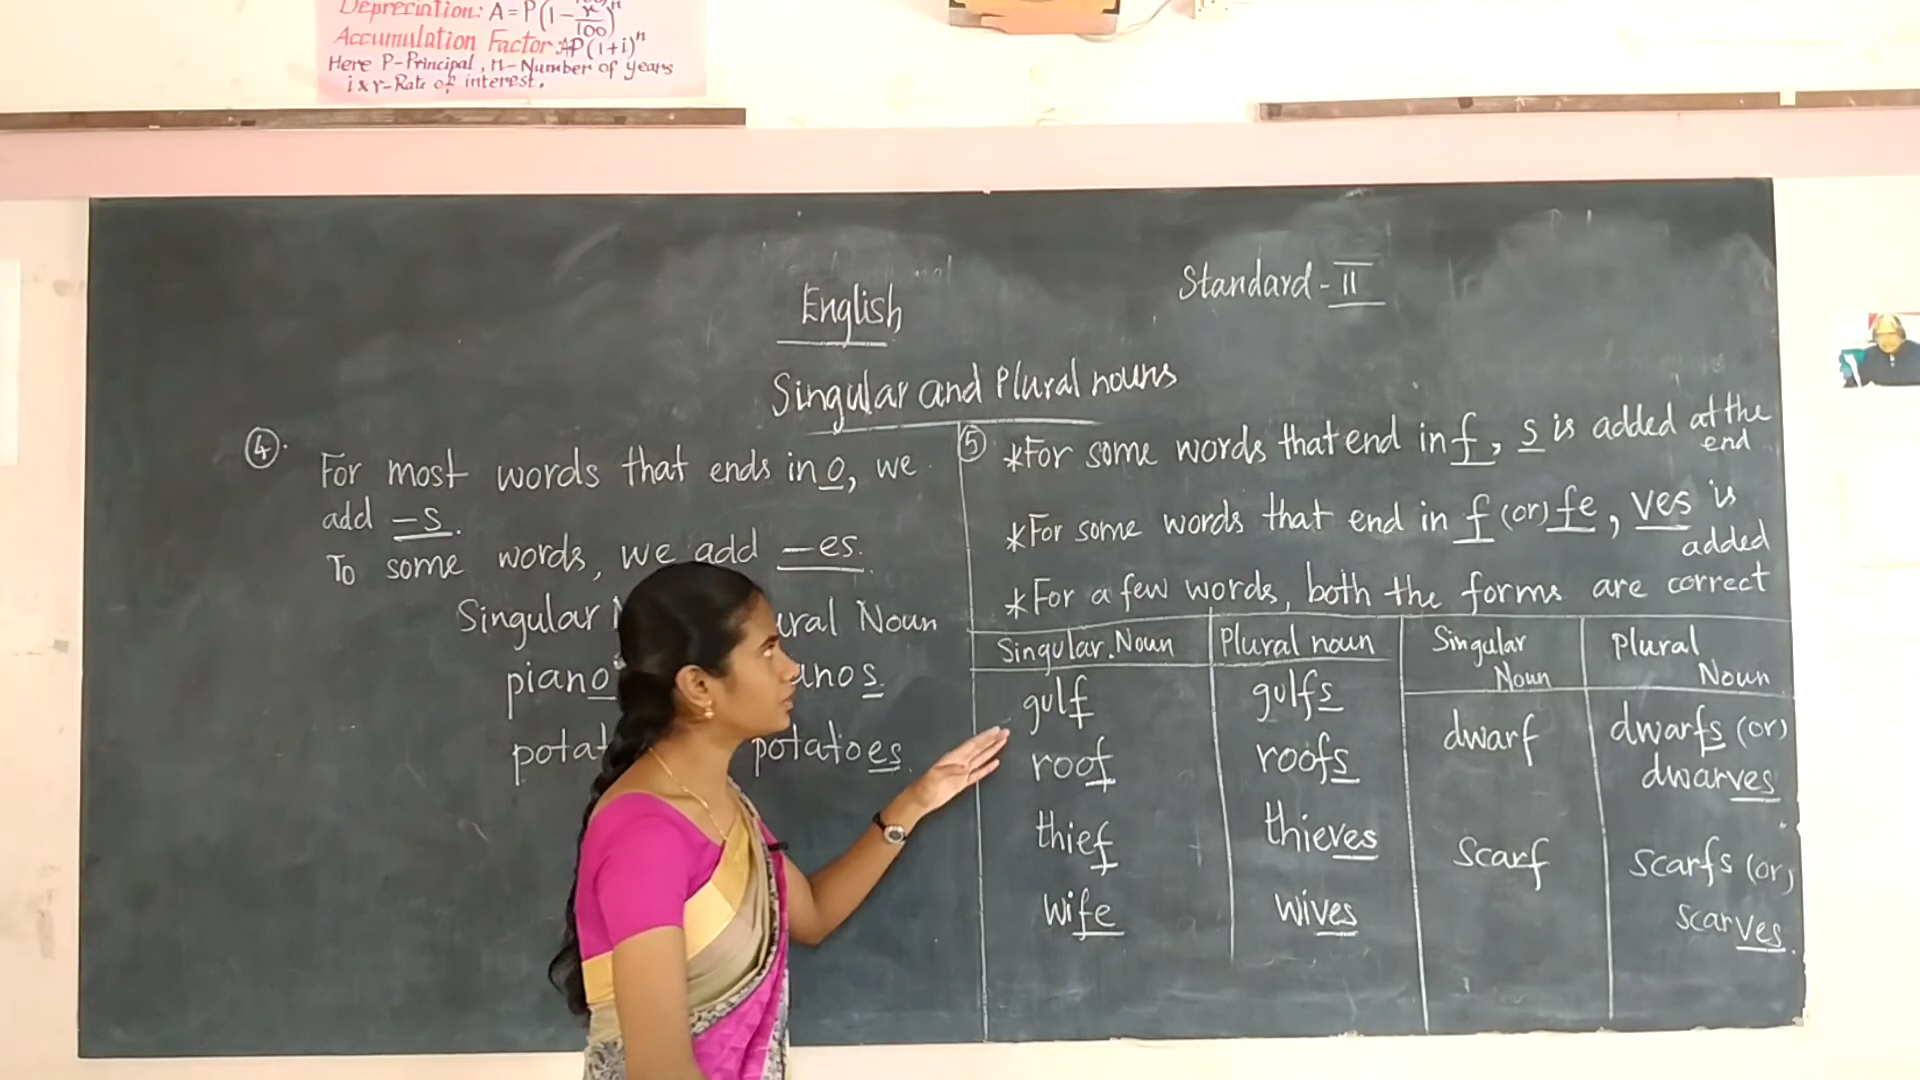 Depreciation: A = P(1 - r/100)^n
Accumulation Factor: A=P(1+i)^n
Here P-Principal, n-Number of years
i & r-Rate of interest.
English
Standard - II
Singular and Plural nouns
4.
For most words that ends in o, we
add -s.
To some words, we add -es.
Singular Noun
piano s
potatoes
5
*For some words that end in f, s is added at the
end
*For some words that end in f (or) fe, ves is
added
*For a few words, both the forms are correct
Singular Noun Plural noun Singular Noun Plural Noun
gulf gulfs dwarf dwarfs (or)
dwarves
roof roofs
thief thieves scarf scarfs (or)
scarves.
wife wives